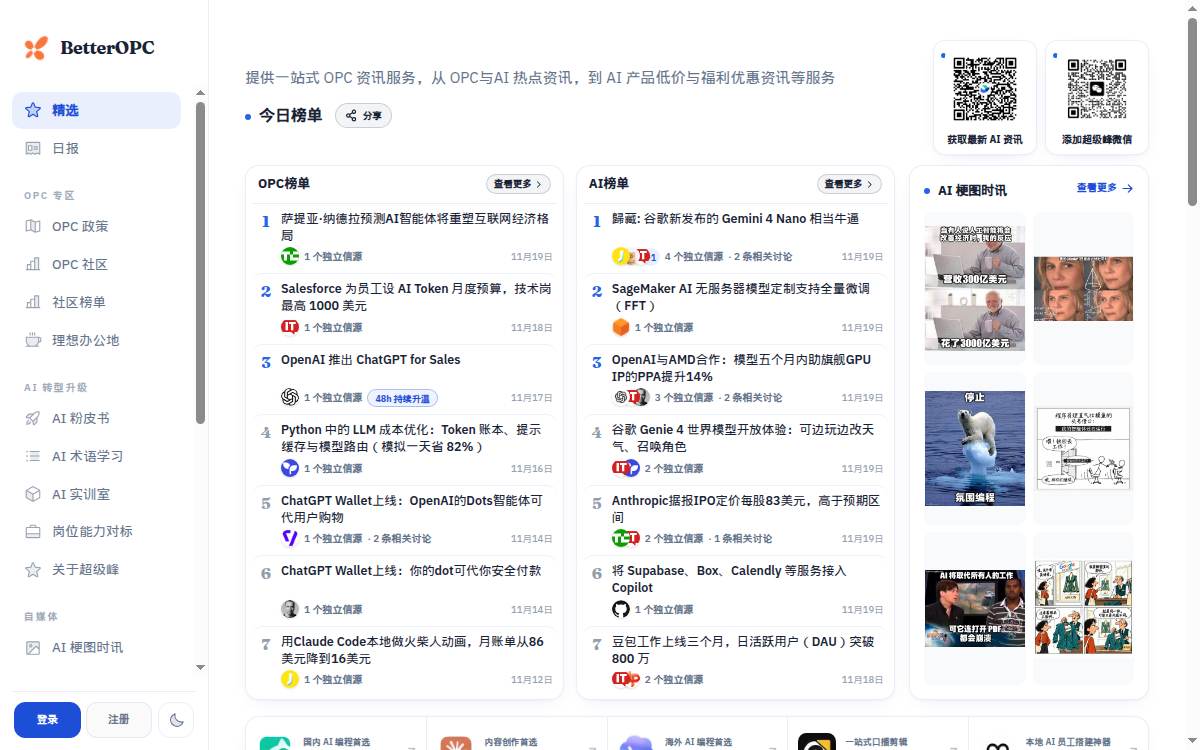 BetterOPC
精选
日报
OPC 专区
OPC 政策
OPC 社区
社区榜单
理想办公地
AI 转型升级
AI 粉皮书
AI 术语学习
AI 实训室
岗位能力对标
关于超级峰
自媒体
AI 梗图时讯
登录
注册
提供一站式 OPC 资讯服务，从 OPC与AI 热点资讯，到 AI 产品低价与福利优惠资讯等服务
今日榜单
分享
获取最新 AI 资讯
添加超级峰微信
OPC榜单
查看更多
1
萨提亚·纳德拉预测AI智能体将重塑互联网经济格
局
1 个独立信源
11月19日
2
Salesforce 为员工设 AI Token 月度预算，技术岗
最高 1000 美元
1 个独立信源
11月18日
3
OpenAI 推出 ChatGPT for Sales
1 个独立信源
48h 持续升温
11月17日
4
Python 中的 LLM 成本优化：Token 账本、提示
缓存与模型路由（模拟一天省 82%）
1 个独立信源
11月16日
5
ChatGPT Wallet上线：OpenAI的Dots智能体可
代用户购物
1 个独立信源 · 2 条相关讨论
11月14日
6
ChatGPT Wallet上线：你的dot可代你安全付款
1 个独立信源
11月14日
7
用Claude Code本地做火柴人动画，月账单从86
美元降到16美元
1 个独立信源
11月12日
AI榜单
查看更多
1
歸藏: 谷歌新发布的 Gemini 4 Nano 相当牛逼
4 个独立信源 · 2 条相关讨论
11月19日
2
SageMaker AI 无服务器模型定制支持全量微调
（FFT）
1 个独立信源
11月19日
3
OpenAI与AMD合作：模型五个月内助旗舰GPU
IP的PPA提升14%
3 个独立信源 · 2 条相关讨论
11月19日
4
谷歌 Genie 4 世界模型开放体验：可边玩边改天
气、召唤角色
2 个独立信源
11月19日
5
Anthropic据报IPO定价每股83美元，高于预期区
间
2 个独立信源 · 1 条相关讨论
11月19日
6
将 Supabase、Box、Calendly 等服务接入
Copilot
1 个独立信源
11月19日
7
豆包工作上线三个月，日活跃用户（DAU）突破
800 万
2 个独立信源
11月18日
AI 梗图时讯
查看更多
营收300亿美元
花了3000亿美元
停止
氛围编程
AI 将取代所有人的工作
可它连打开 PDF
都会崩溃
国内 AI 编程首选
内容创作首选
海外 AI 编程首选
一站式口播剪辑
本地 AI 员工搭建神器